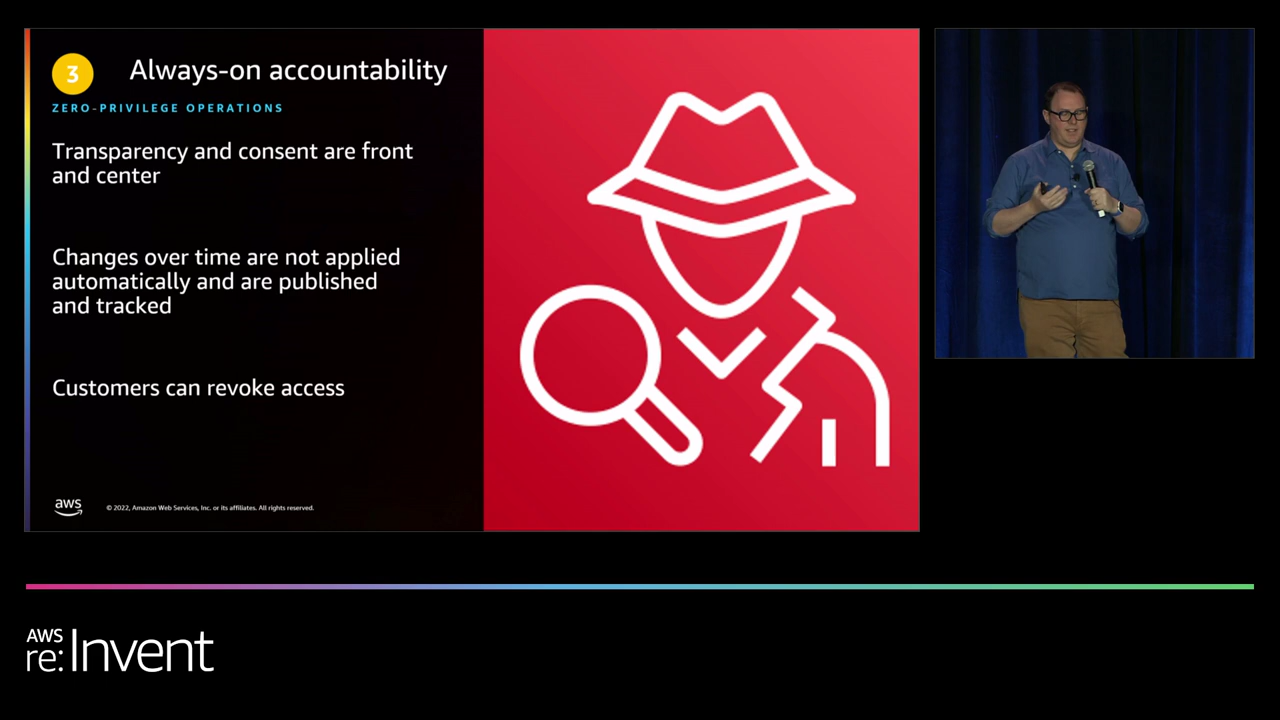 3
Always-on accountability
ZERO-PRIVILEGE OPERATIONS
Transparency and consent are front
and center
Changes over time are not applied
automatically and are published
and tracked
Customers can revoke access
aws
© 2022, Amazon Web Services, Inc. or its affiliates. All rights reserved.
AWS
re:Invent